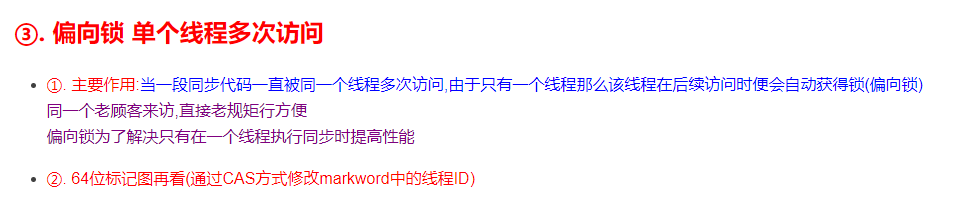 ③. 偏向锁 单个线程多次访问
①. 主要作用:当一段同步代码一直被同一个线程多次访问,由于只有一个线程那么该线程在后续访问时便会自动获得锁(偏向锁)
同一个老顾客来访,直接老规矩行方便
偏向锁为了解决只有在一个线程执行同步时提高性能
②. 64位标记图再看(通过CAS方式修改markword中的线程ID)